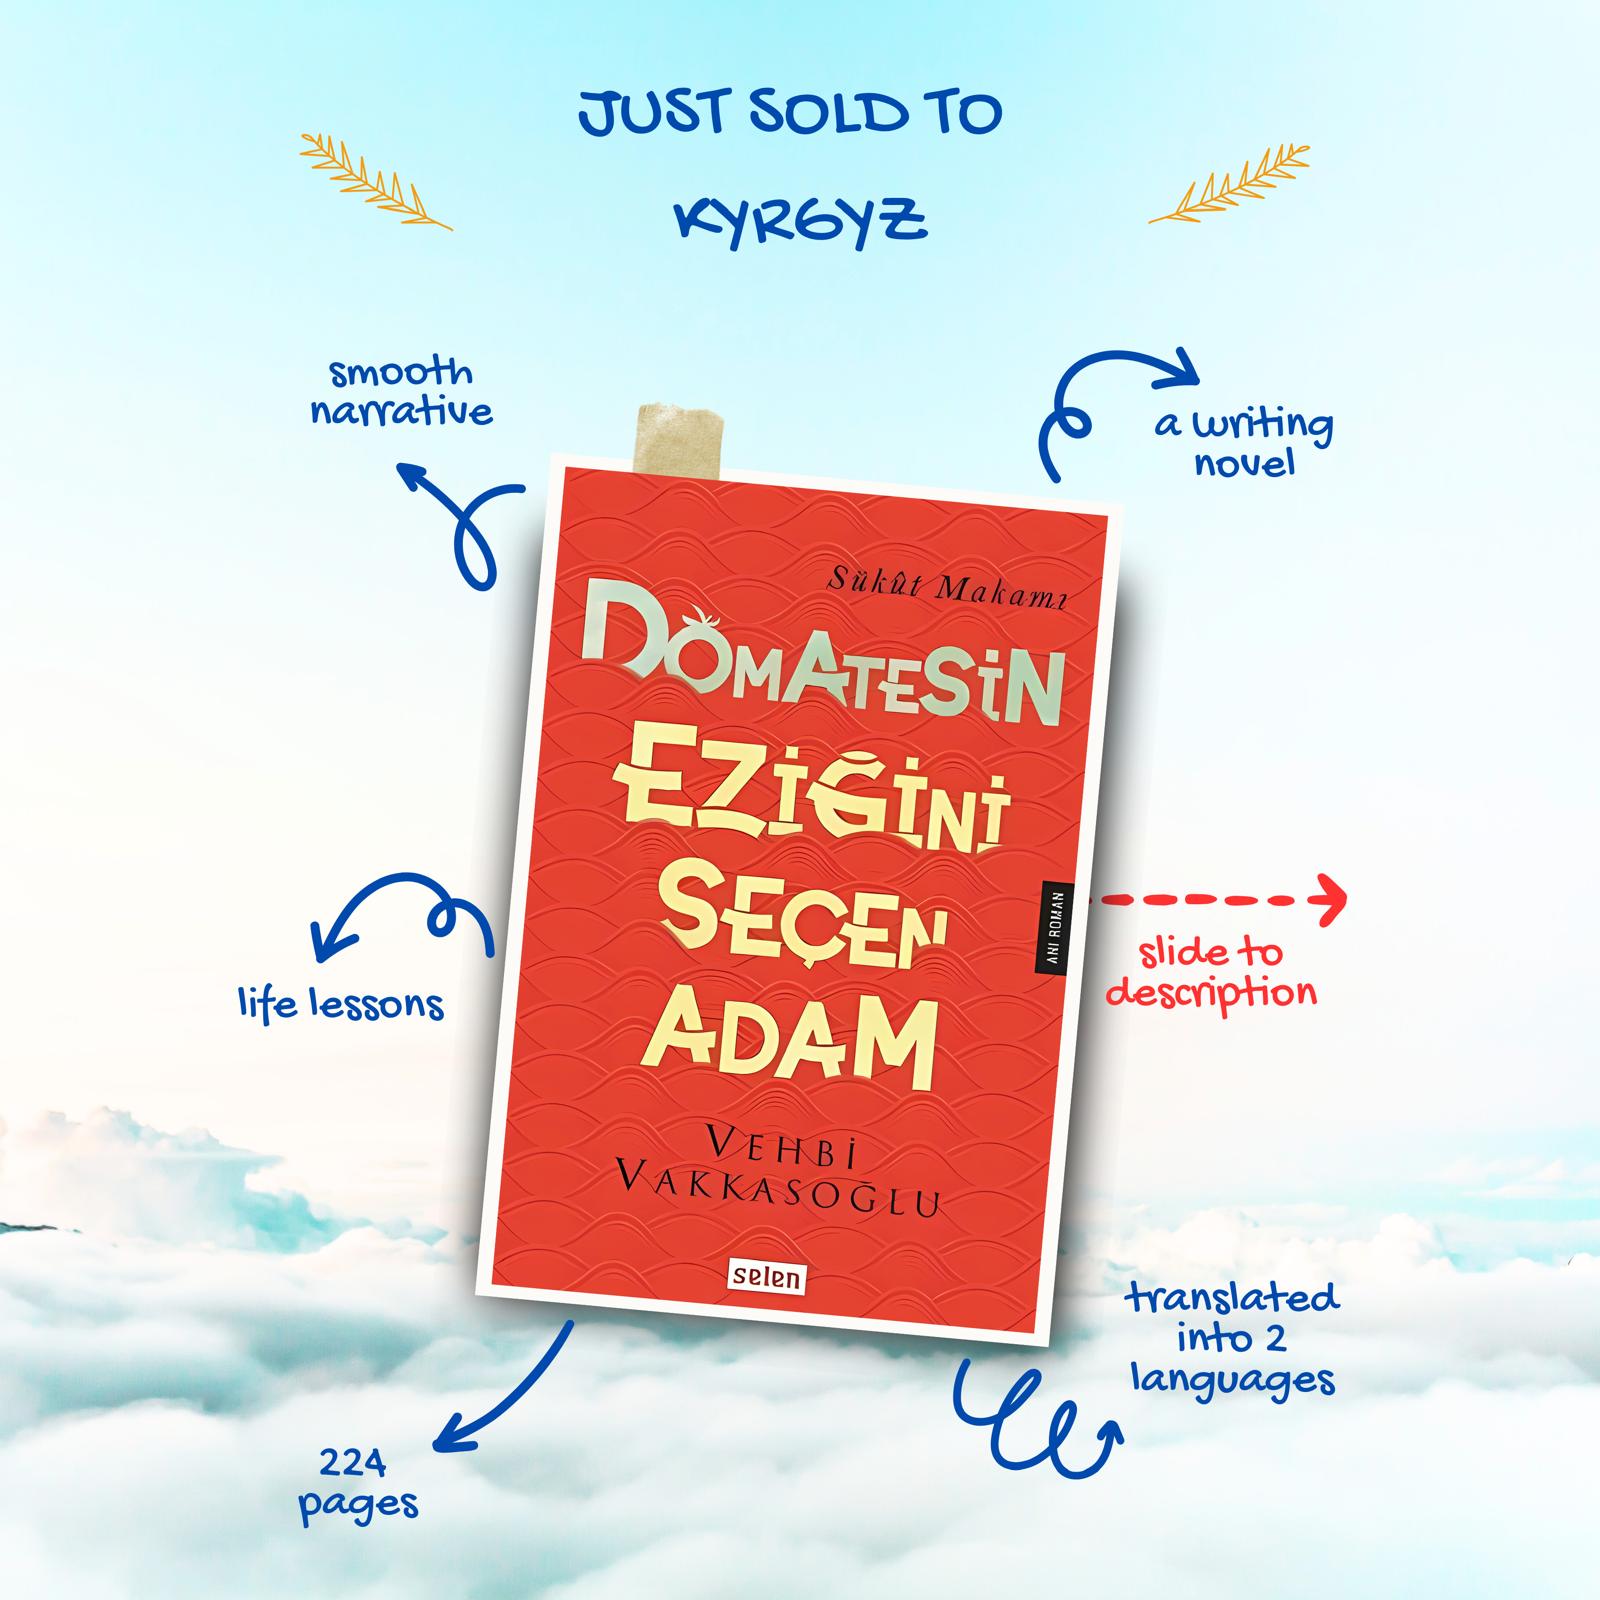 JUST SOLD TO
KYRGYZ
smooth
narrative
a writing
novel
Sükût Makamı
DOMATESİN
EZİĞİNİ
SEÇEN
ADAM
ANI ROMAN
VEHBİ
VAKKASOĞLU
selen
life lessons
slide to
description
translated
into 2
languages
224
pages